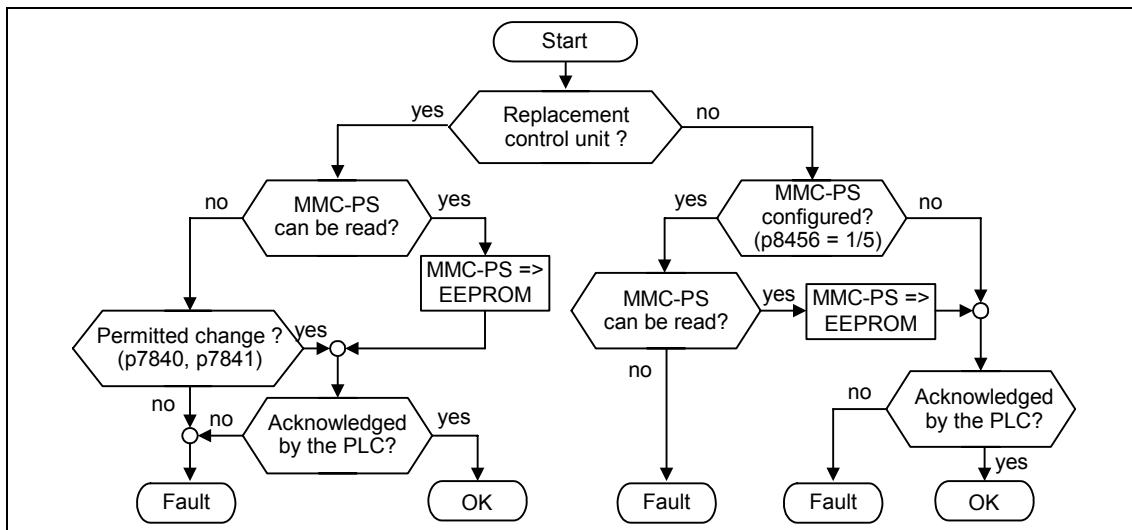 Start
yes
Replacement
control unit ?
no
no
MMC-PS
can be read?
yes
yes
MMC-PS
configured?
(p8456 = 1/5)
no
MMC-PS =>
EEPROM
MMC-PS
can be read?
yes
MMC-PS =>
EEPROM
Permitted change ?
(p7840, p7841)
yes
no
no
no
Acknowledged
by the PLC?
yes
no
Acknowledged
by the PLC?
yes
Fault
OK
Fault
Fault
OK